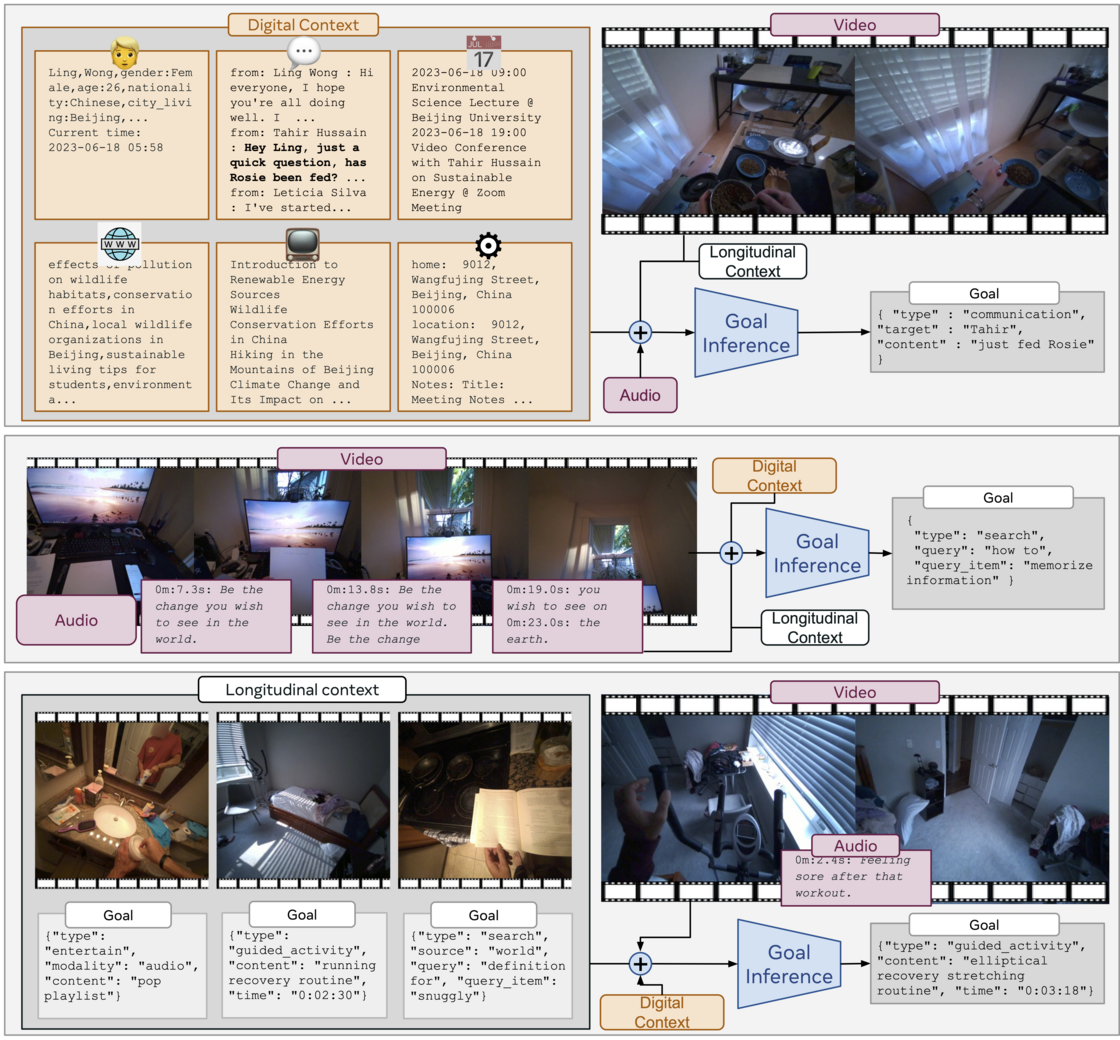 Digital Context
Ling,Wong,gender:Fem
ale,age:26,nationali
ty:Chinese,city_livi
ng:Beijing,...
Current time:
2023-06-18 05:58
from: Ling Wong : Hi
everyone, I hope
you're all doing
well. I ...
from: Tahir Hussain
: Hey Ling, just a
quick question, has
Rosie been fed? ...
from: Leticia Silva
: I've started...
JUL
17
2023-06-18 09:00
Environmental
Science Lecture @
Beijing University
2023-06-18 19:00
Video Conference
with Tahir Hussain
on Sustainable
Energy @ Zoom
Meeting
WWW
effects of pollution
on wildlife
habitats,conservatio
n efforts in
China,local wildlife
organizations in
Beijing,sustainable
living tips for
students,environment
a...
Introduction to
Renewable Energy
Sources
Wildlife
Conservation Efforts
in China
Hiking in the
Mountains of Beijing
Climate Change and
Its Impact on ...
home: 9012,
Wangfujing Street,
Beijing, China
100006
location: 9012,
Wangfujing Street,
Beijing, China
100006
Notes: Title:
Meeting Notes ...
Video
Longitudinal
Context
+
Audio
Goal
Inference
Goal
{ "type" : "communication",
"target" : "Tahir",
"content" : "just fed Rosie"
}
Video
Audio
0m:7.3s: Be the
change you wish
to see in the
world.
0m:13.8s: Be the
change you wish to
see in the world.
Be the change
0m:19.0s: you
wish to see on
0m:23.0s: the
earth.
Digital
Context
+
Longitudinal
Context
Goal
Inference
Goal
{
"type": "search",
"query": "how to",
"query_item": "memorize
information" }
Longitudinal context
Goal
{"type":
"entertain",
"modality": "audio",
"content": "pop
playlist"}
Goal
{"type":
"guided_activity",
"content": "running
recovery routine",
"time": "0:02:30"}
Goal
{"type": "search",
"source": "world",
"query": "definition
for", "query_item":
"snuggly"}
Video
Audio
0m:2.4s: Feeling
sore after that
workout.
+
Digital
Context
Goal
Inference
Goal
{"type": "guided_activity",
"content": "elliptical
recovery stretching
routine", "time": "0:03:18"}